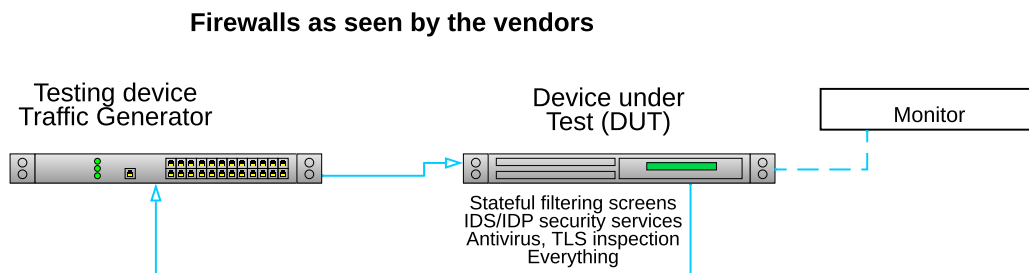 Firewalls as seen by the vendors
Testing device
Traffic Generator
Device under
Test (DUT)
Monitor
Stateful filtering screens
IDS/IDP security services
Antivirus, TLS inspection
Everything